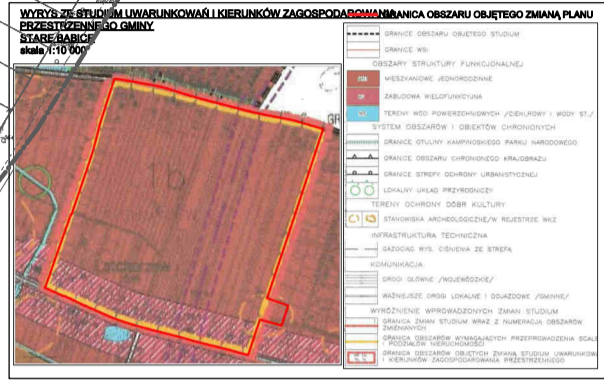 WYRYS ZE STUDIUM UWARUNKOWAŃ I KIERUNKÓW ZAGOSPODAROWANIA
PRZESTRZENNEGO GMINY
STARE BABICE
skala 1:10 000
GRANICA OBSZARU OBJĘTEGO ZMIANĄ PLANU
GRANICE OBSZARU OBJĘTEGO STUDIUM
GRANICE WSI
OBSZARY STRUKTURY FUNKCJONALNEJ
MIESZKANIOWE JEDNORODZINNE
ZABUDOWA WIELOFUNKCYJNA
TERENY WÓD POWIERZCHNIOWYCH /CIEKI,ROWY I WODY ST./
SYSTEM OBSZARÓW I OBIEKTÓW CHRONIONYCH
GRANICE OTULINY KAMPINOSKIEGO PARKU NARODOWEGO
GRANICE OBSZARU CHRONIONEGO KRAJOBRAZU
GRANICE STREFY OCHRONY URBANISTYCZNEJ
LOKALNY UKŁAD PRZYRODNICZY
TERENY OCHRONY DÓBR KULTURY
STANOWISKA ARCHEOLOGICZNE/W REJESTRZE WKZ
INFRASTRUKTURA TECHNICZNA
GAZOCIĄG WYS. CIŚNIENIA ZE STREFĄ
KOMUNIKACJA
DROGI GŁÓWNE /WOJEWÓDZKIE/
WAŻNIEJSZE DROGI LOKALNE I DOJAZDOWE /GMINNE/
WYRÓŻNIENIE WPROWADZONYCH ZMIAN STUDIUM
GRANICA ZMIAN STUDIUM WRAZ Z NUMERACJĄ OBSZARÓW
ZMIENIANYCH
GRANICA OBSZARÓW WYMAGAJĄCYCH PRZEPROWADZENIA SCALE
I PODZIAŁÓW NIERUCHOMOŚCI
GRANICA OBSZARÓW OBJĘTYCH ZMIANĄ STUDIUM UWARUNKOWA
I KIERUNKÓW ZAGOSPODAROWANIA PRZESTRZENNEGO